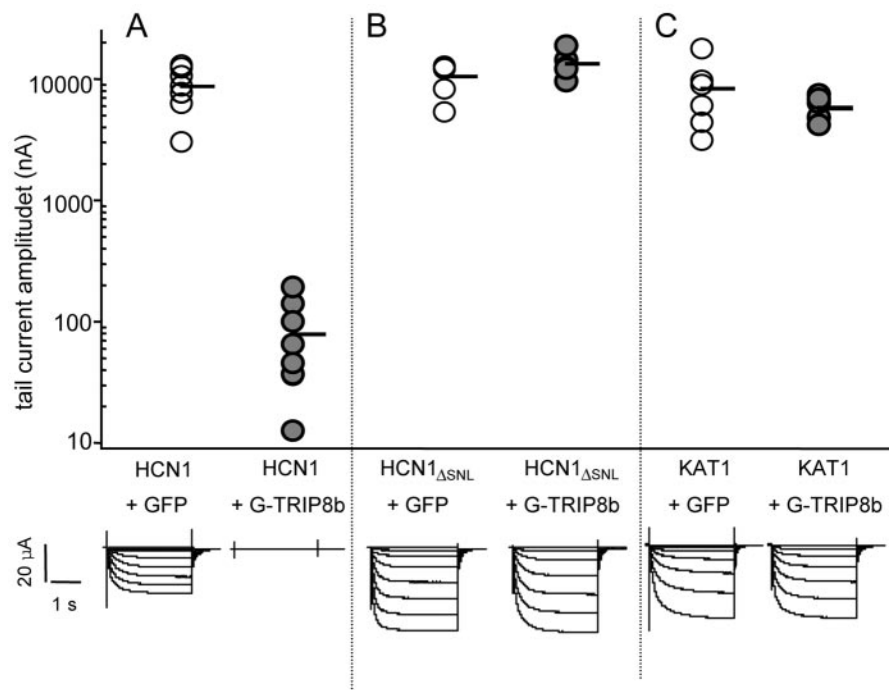 A B C
10000
1000
100
10
tail current amplitudet (nA)
HCN1 HCN1 HCN1ΔSNL HCN1ΔSNL KAT1 KAT1
+ GFP + G-TRIP8b + GFP + G-TRIP8b + GFP + G-TRIP8b
20 μA
1 s